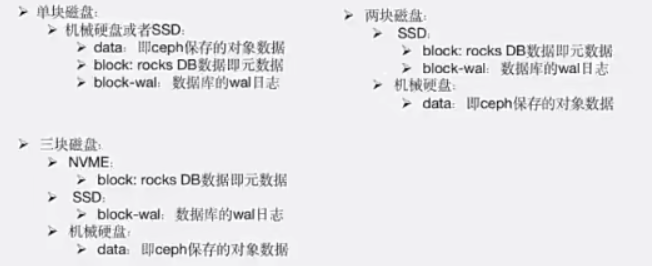 ➢ 单块磁盘:
➢ 机械硬盘或者SSD:
➢ data: 即ceph保存的对象数据
➢ block: rocks DB数据即元数据
➢ block-wal: 数据库的wal日志
➢ 两块磁盘:
➢ SSD:
➢ block: rocks DB数据即元数据
➢ block-wal: 数据库的wal日志
➢ 机械硬盘:
➢ data: 即ceph保存的对象数据
➢ 三块磁盘:
➢ NVME:
➢ block: rocks DB数据即元数据
➢ SSD:
➢ block-wal: 数据库的wal日志
➢ 机械硬盘:
➢ data: 即ceph保存的对象数据